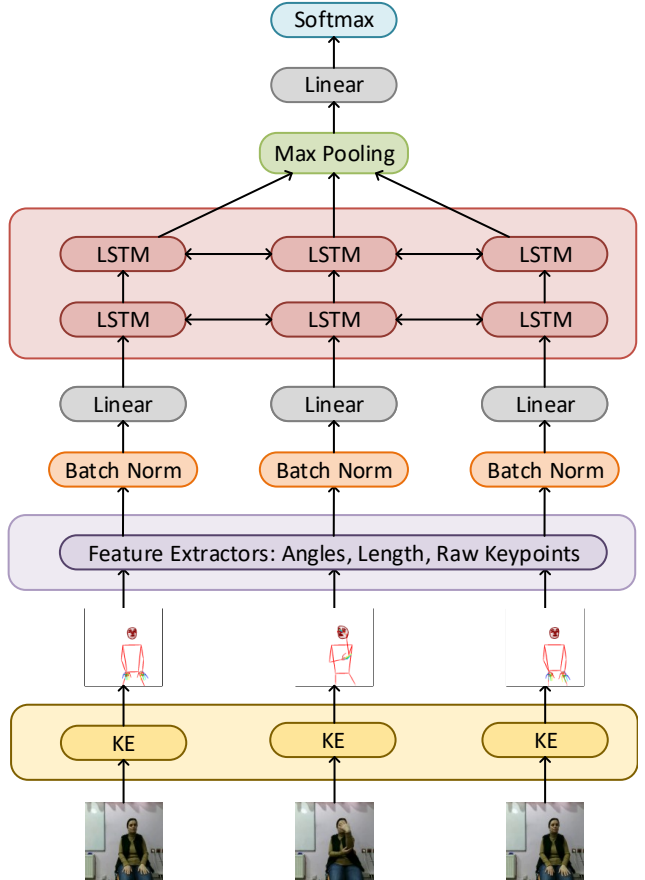 Softmax
Linear
Max Pooling
LSTM LSTM LSTM
LSTM LSTM LSTM
Linear Linear Linear
Batch Norm Batch Norm Batch Norm
Feature Extractors: Angles, Length, Raw Keypoints
KE KE KE